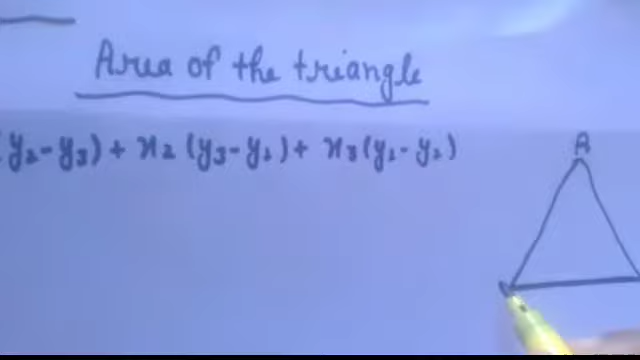 Area of the triangle
(y₂-y₃) + x₂ (y₃-y₁) + x₃(y₁-y₂)
A